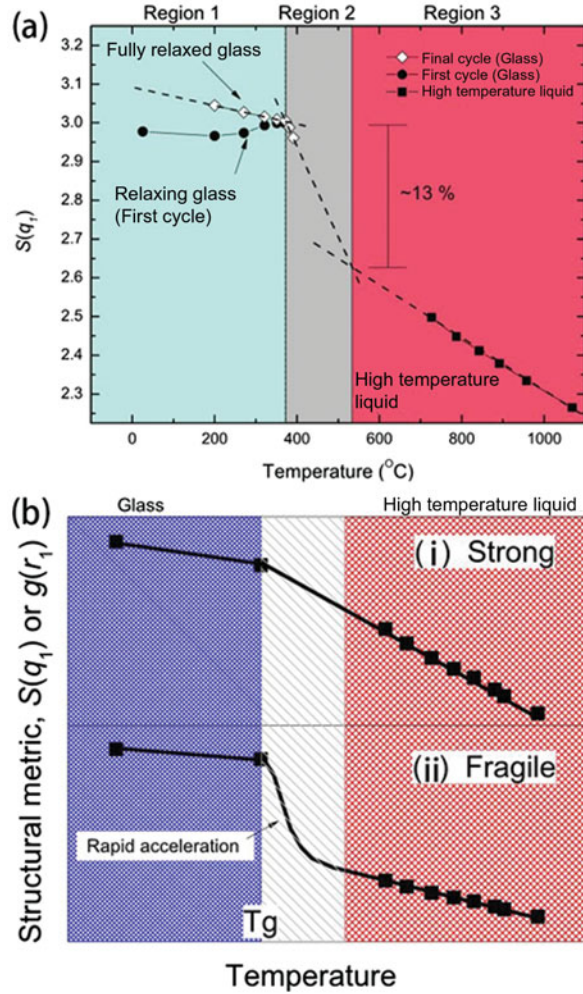 (a)
Region 1 Region 2 Region 3
3.2
3.1
3.0
2.9
2.8
2.7
2.6
2.5
2.4
2.3
S(q₁)
Fully relaxed glass
Relaxing glass
(First cycle)
Final cycle (Glass)
First cycle (Glass)
High temperature liquid
~13 %
High temperature
liquid
0 200 400 600 800 1000
Temperature (°C)
(b)
Glass High temperature liquid
(i) Strong
(ii) Fragile
Rapid acceleration
Tg
Structural metric, S(q₁) or g(r₁)
Temperature